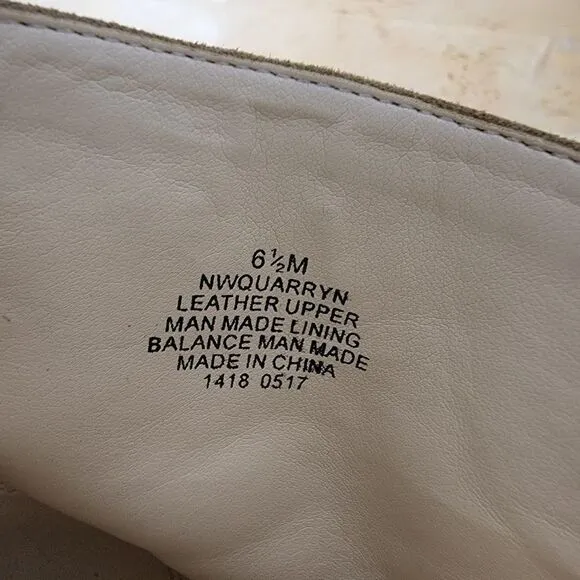 6½M
NWQUARRYN
LEATHER UPPER
MAN MADE LINING
BALANCE MAN MADE
MADE IN CHINA
1418 0517